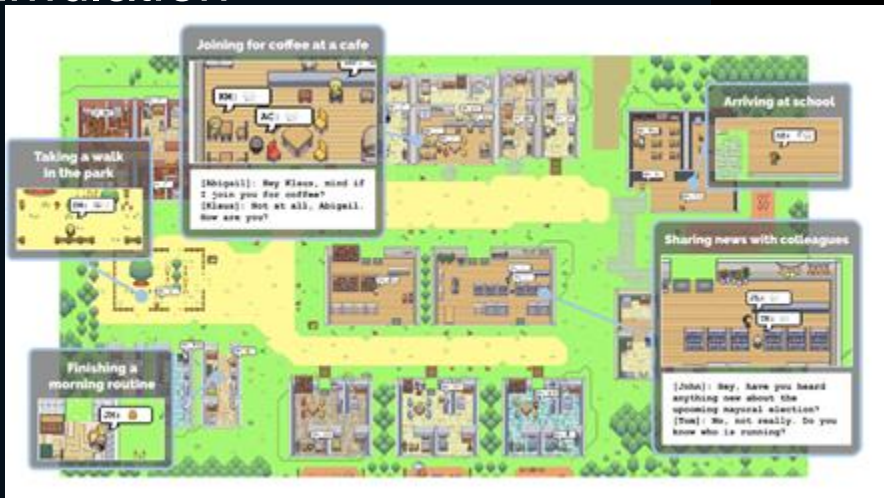 Joining for coffee at a cafe
AC:
[Abigail]: Hey Klaus, mind if
I join you for coffee?
[Klaus]: Not at all, Abigail.
How are you?
Taking a walk
in the park
Arriving at school
Sharing news with colleagues
[John]: Hey, have you heard
anything new about the
upcoming mayoral election?
[Tom]: No, not really. Do you
know who is running?
Finishing a
morning routine
JM: